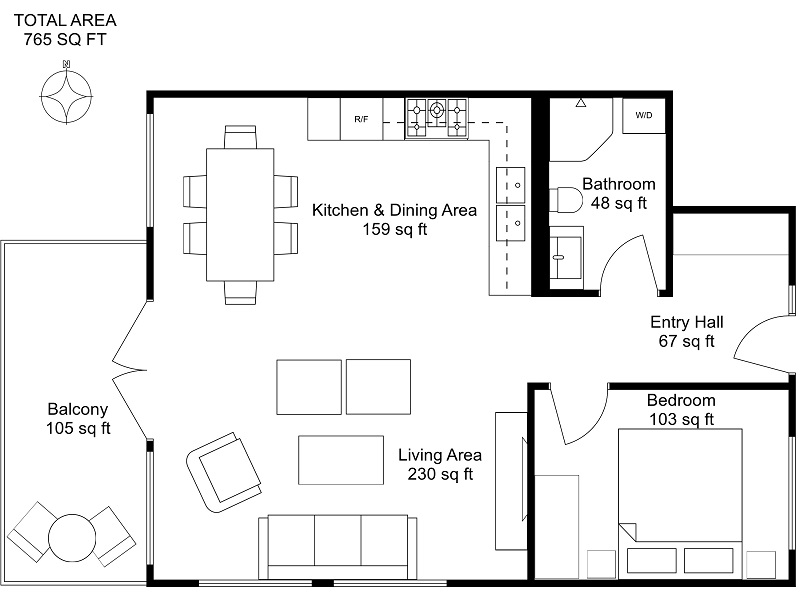 TOTAL AREA
765 SQ FT
N
R/F
W/D
Bathroom
48 sq ft
Kitchen & Dining Area
159 sq ft
Entry Hall
67 sq ft
Balcony
105 sq ft
Bedroom
103 sq ft
Living Area
230 sq ft